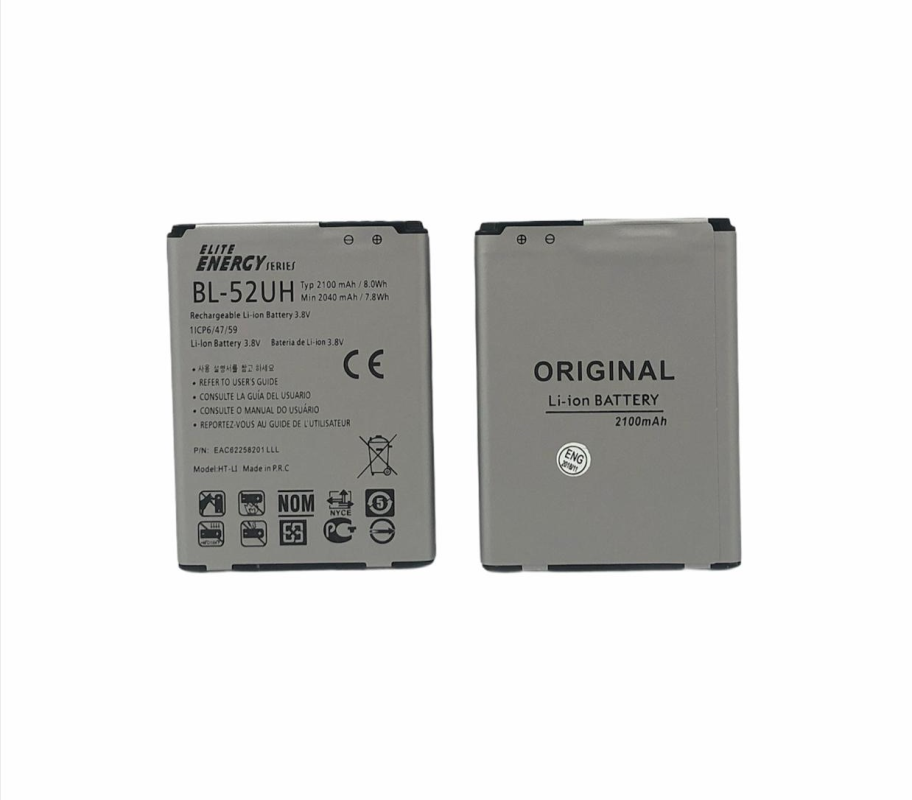 ELITE
ENERGY SERIES
BL-52UH
Typ 2100 mAh / 8.0Wh
Min 2040 mAh / 7.8Wh
Rechargeable Li-ion Battery 3.8V
1ICP6/47/59
Li-Ion Battery 3.8V Bateria de Li-ion 3.8V
• 사용 설명서를 참고 하세요
• REFER TO USER'S GUIDE
• CONSULTE LA GUÍA DEL USUARIO
• CONSULTE O MANUAL DO USUÁRIO
• REPORTEZ-VOUS AU GUIDE DE L'UTILISATEUR
CE
P/N: EAC62258201 LLL
Model:HT-LI Made in P.R.C
NOM
NYCE
5
PC
ORIGINAL
Li-ion BATTERY
2100mAh
ENG
2018/11